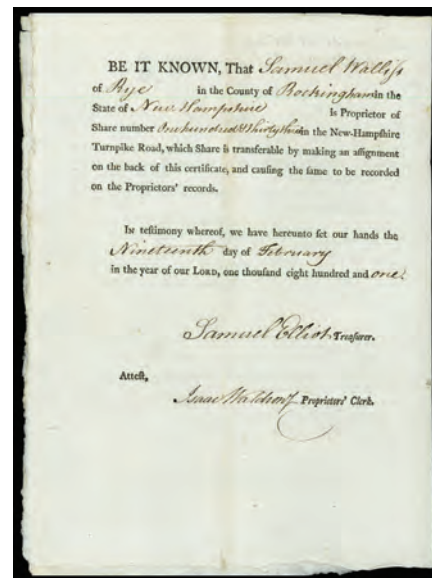 BE IT KNOWN, That Samuel Walliſs
of Rye in the County of Rockingham in the
State of New Hampshire Is Proprietor of
Share number One hundred & Thirty in the New-Hampſhire
Turnpike Road, which Share is tranſferable by making an aſſignment
on the back of this certificate, and cauſing the ſame to be recorded
on the Proprietors' records.
In teſtimony whereof, we have hereunto ſet our hands the
Nineteenth day of February
in the year of our LORD, one thouſand eight hundred and one.
Samuel Elliot Treaſurer.
Atteſt,
Isaac Waldron Proprietors' Clerk.